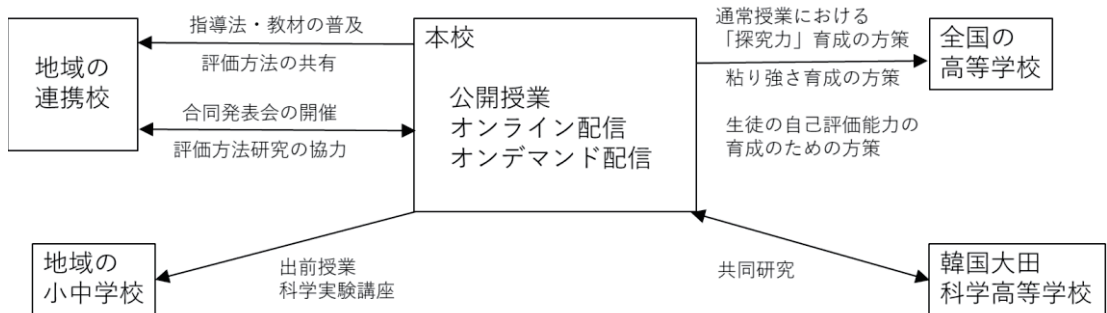 指導法・教材の普及
評価方法の共有
地域の
連携校
合同発表会の開催
評価方法研究の協力
本校
公開授業
オンライン配信
オンデマンド配信
通常授業における
「探究力」育成の方策
粘り強さ育成の方策
生徒の自己評価能力の
育成のための方策
全国の
高等学校
地域の
小中学校
出前授業
科学実験講座
共同研究
韓国大田
科学高等学校